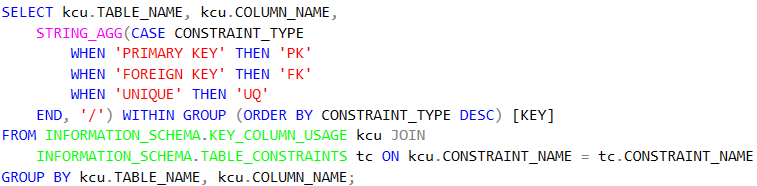 SELECT kcu.TABLE_NAME, kcu.COLUMN_NAME,
    STRING_AGG(CASE CONSTRAINT_TYPE
        WHEN 'PRIMARY KEY' THEN 'PK'
        WHEN 'FOREIGN KEY' THEN 'FK'
        WHEN 'UNIQUE' THEN 'UQ'
    END, '/') WITHIN GROUP (ORDER BY CONSTRAINT_TYPE DESC) [KEY]
FROM INFORMATION_SCHEMA.KEY_COLUMN_USAGE kcu JOIN
    INFORMATION_SCHEMA.TABLE_CONSTRAINTS tc ON kcu.CONSTRAINT_NAME = tc.CONSTRAINT_NAME
GROUP BY kcu.TABLE_NAME, kcu.COLUMN_NAME;